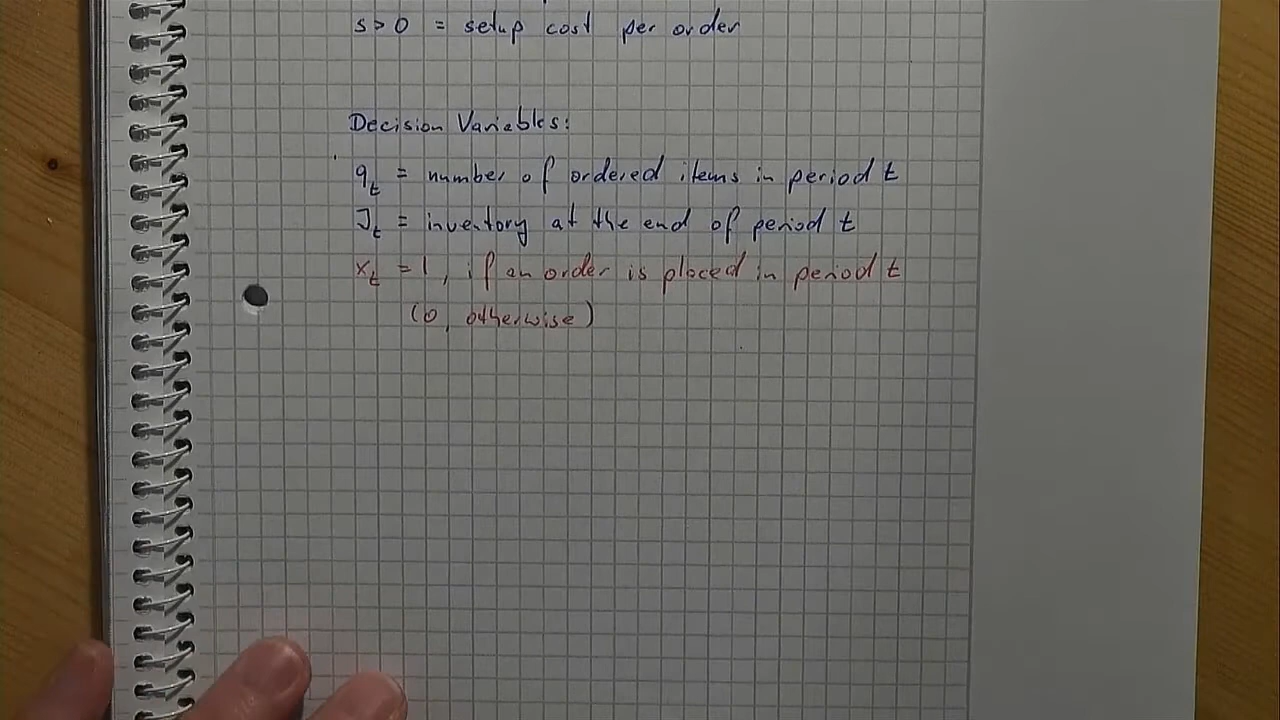 s > 0 = setup cost per order
Decision Variables:
q_t = number of ordered items in period t
I_t = inventory at the end of period t
x_t = 1, if an order is placed in period t
(0, otherwise)